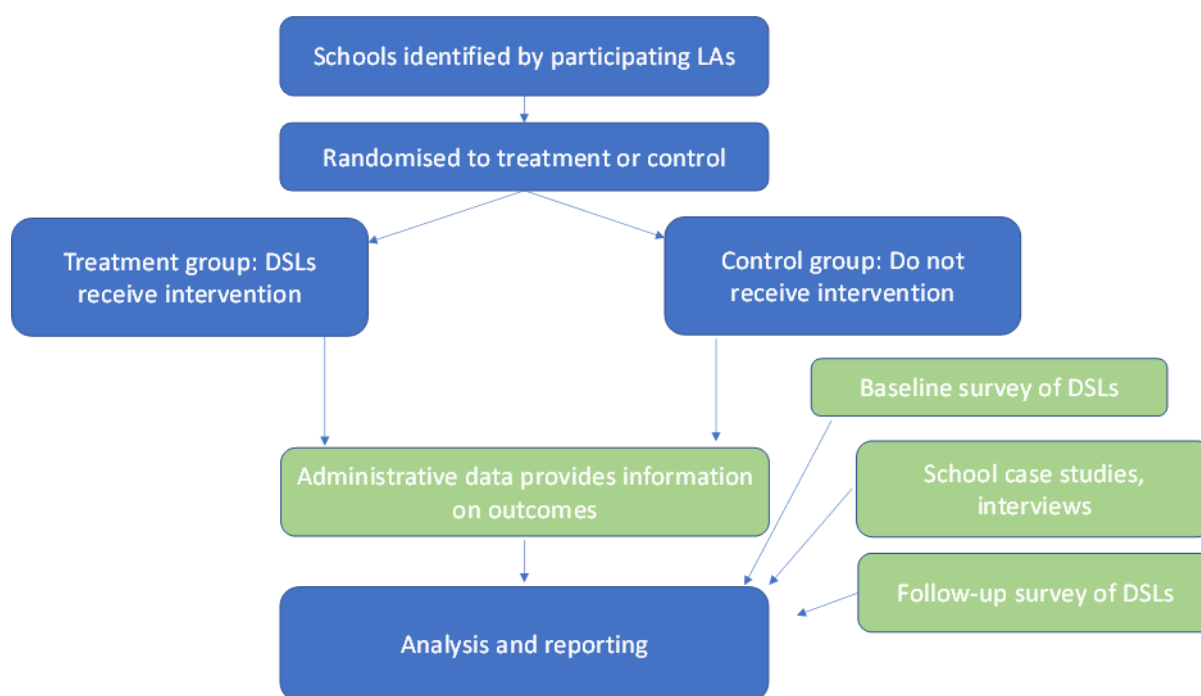 Schools identified by participating LAs
Randomised to treatment or control
Treatment group: DSLs
receive intervention
Control group: Do not
receive intervention
Baseline survey of DSLs
Administrative data provides information
on outcomes
School case studies,
interviews
Follow-up survey of DSLs
Analysis and reporting